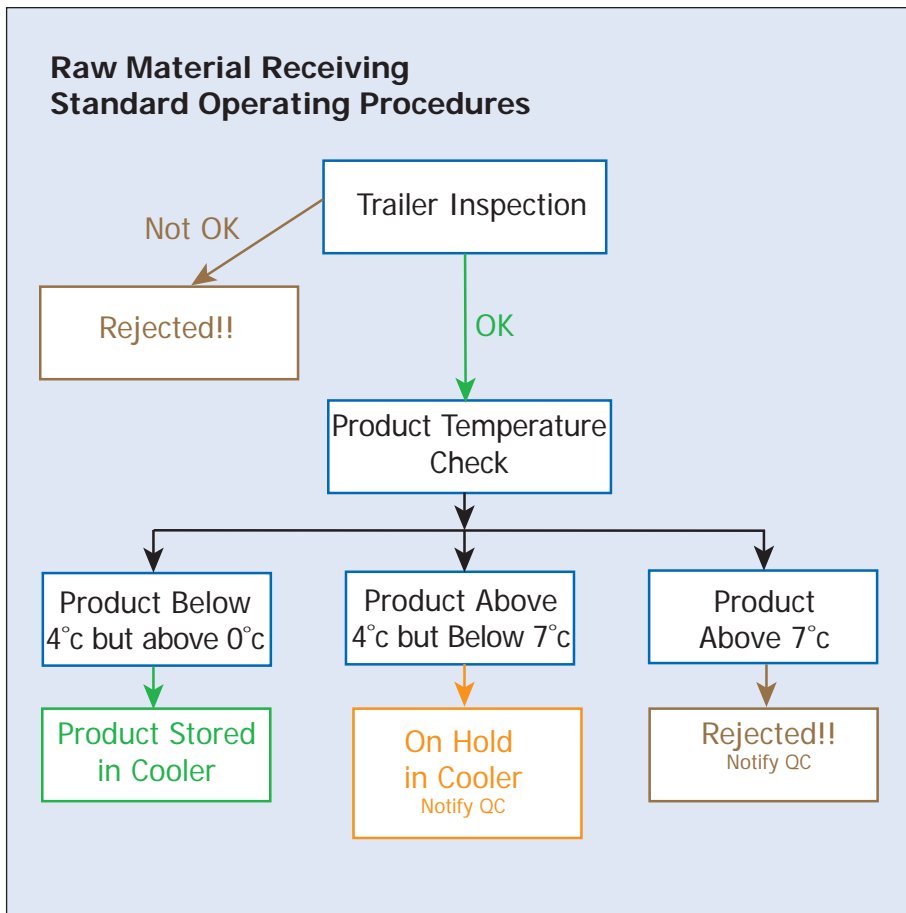 Raw Material Receiving
Standard Operating Procedures
Trailer Inspection
Not OK
Rejected!!
OK
Product Temperature
Check
Product Below
4°c but above 0°c
Product Above
4°c but Below 7°c
Product
Above 7°c
Product Stored
in Cooler
On Hold
in Cooler
Notify QC
Rejected!!
Notify QC